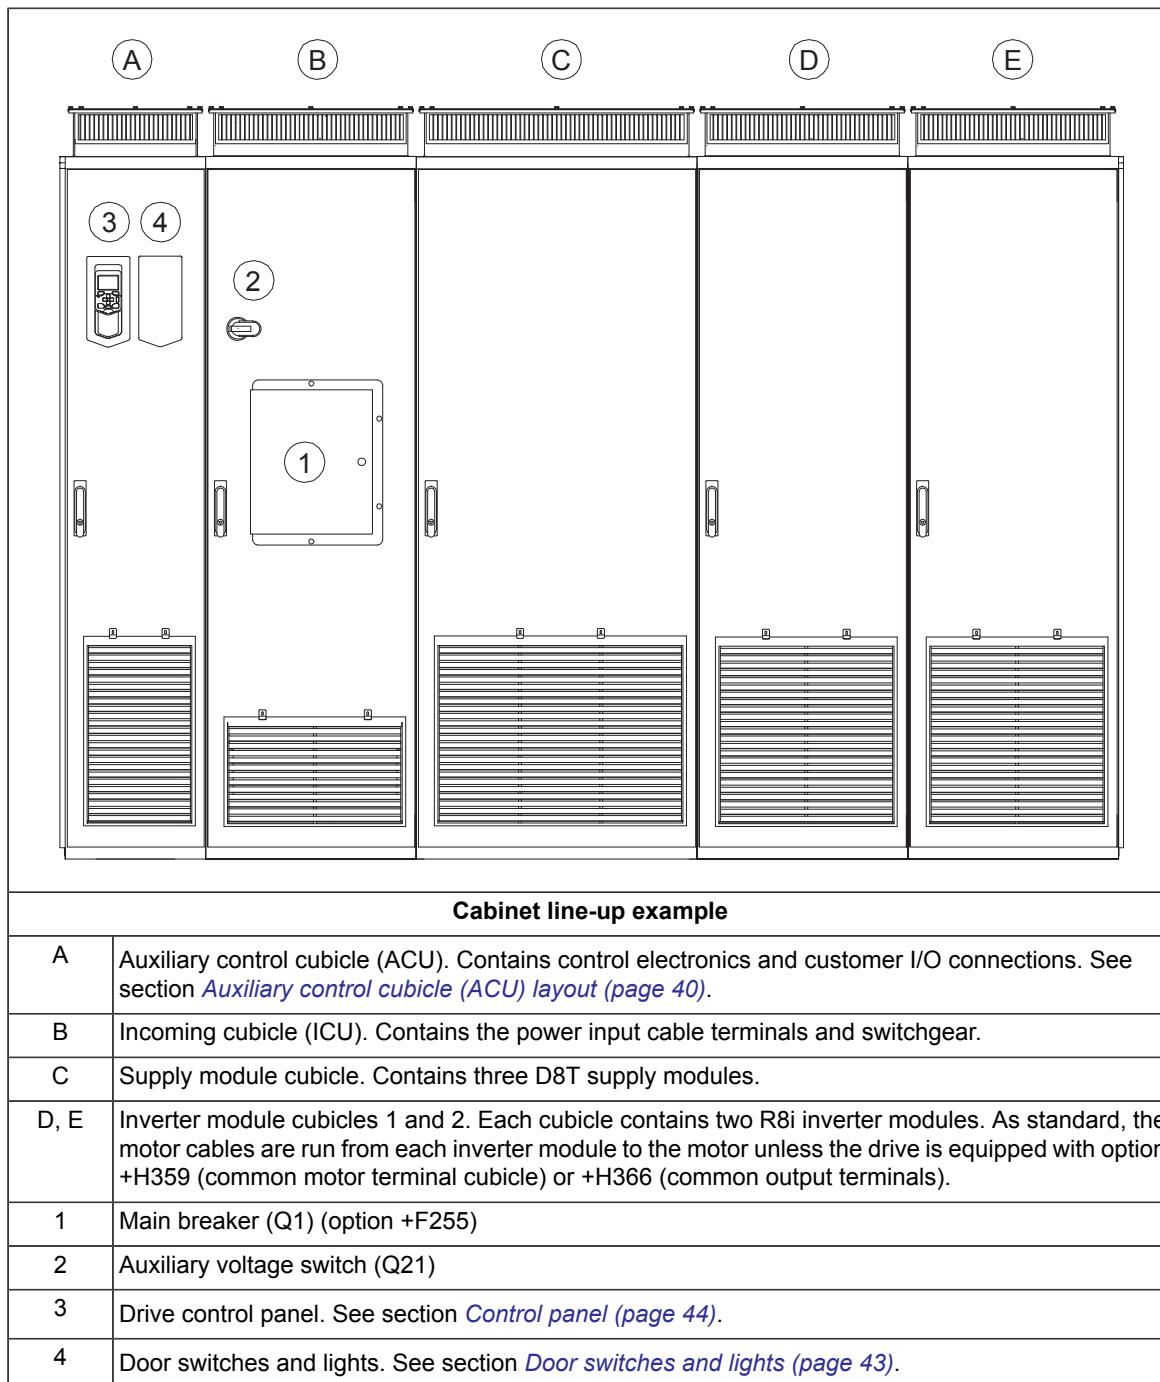 A B C D E
3 4
2
1
Cabinet line-up example
A Auxiliary control cubicle (ACU). Contains control electronics and customer I/O connections. See
section Auxiliary control cubicle (ACU) layout (page 40).
B Incoming cubicle (ICU). Contains the power input cable terminals and switchgear.
C Supply module cubicle. Contains three D8T supply modules.
D, E Inverter module cubicles 1 and 2. Each cubicle contains two R8i inverter modules. As standard, the
motor cables are run from each inverter module to the motor unless the drive is equipped with option
+H359 (common motor terminal cubicle) or +H366 (common output terminals).
1 Main breaker (Q1) (option +F255)
2 Auxiliary voltage switch (Q21)
3 Drive control panel. See section Control panel (page 44).
4 Door switches and lights. See section Door switches and lights (page 43).